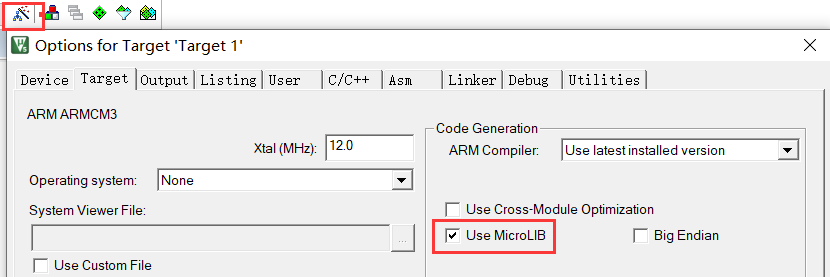 Options for Target 'Target 1'
Device Target Output Listing User C/C++ Asm Linker Debug Utilities
ARM ARMCM3
Xtal (MHz): 12.0
Operating system: None
System Viewer File:
...
Use Custom File
Code Generation
ARM Compiler: Use latest installed version
Use Cross-Module Optimization
Use MicroLIB Big Endian